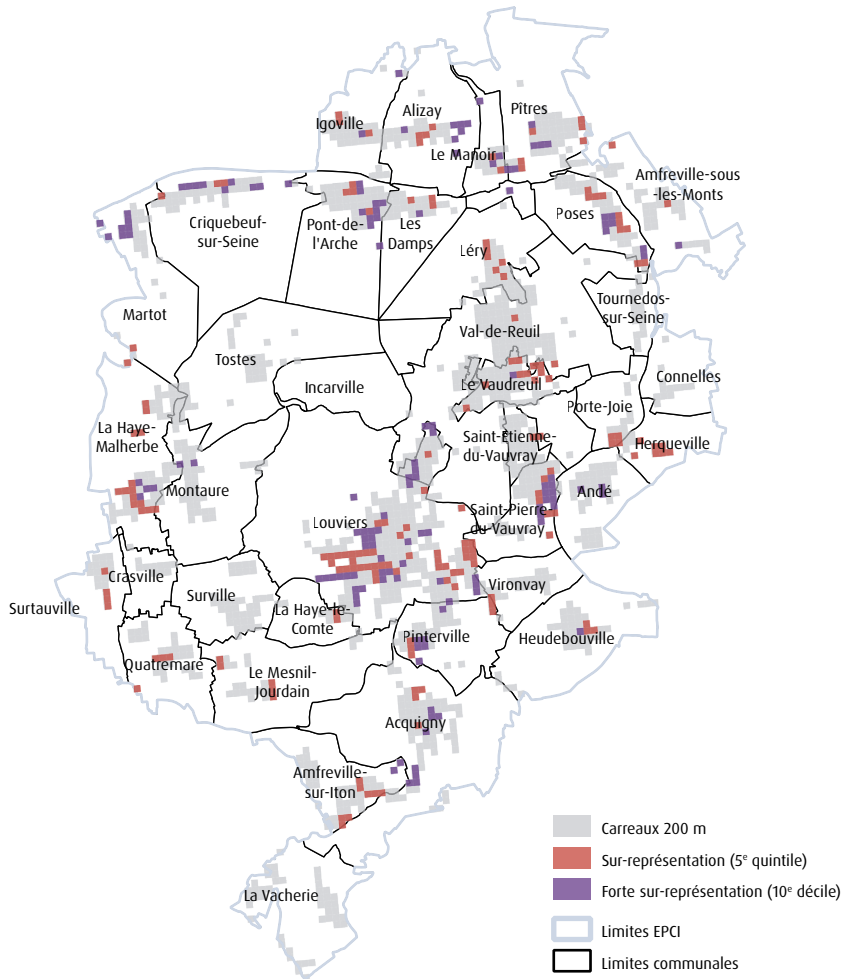 Alizay
Pîtres
Igoville
Le Manoir
Amfreville-sous
-les-Monts
Criquebeuf-
sur-Seine
Pont-de-
l'Arche
Les
Damps
Poses
Léry
Martot
Tournedos-
sur-Seine
Val-de-Reuil
Tostes
Incarville
Le Vaudreuil
Connelles
Porte-Joie
La Haye-
Malherbe
Saint-Etienne-
du-Vauvray
Herqueville
Montaure
Andé
Louviers
Saint-Pierre-
du-Vauvray
Crasville
Vironvay
Surville
Surtauville
La Haye-le-
Comte
Pinterville
Heudebouville
Quatremare
Le Mesnil-
Jourdain
Acquigny
Amfreville-
sur-Iton
La Vacherie
Carreaux 200 m
Sur-représentation (5e quintile)
Forte sur-représentation (10e décile)
Limites EPCI
Limites communales